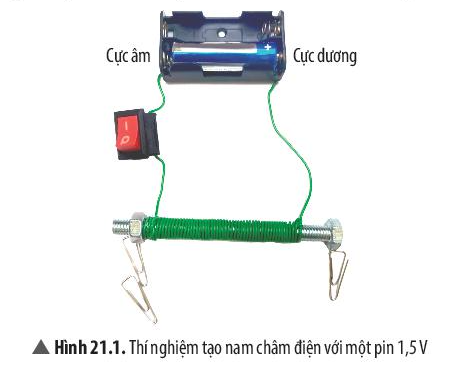 Cực âm
+
Cực dương
I
O
▲ Hình 21.1. Thí nghiệm tạo nam châm điện với một pin 1,5 V